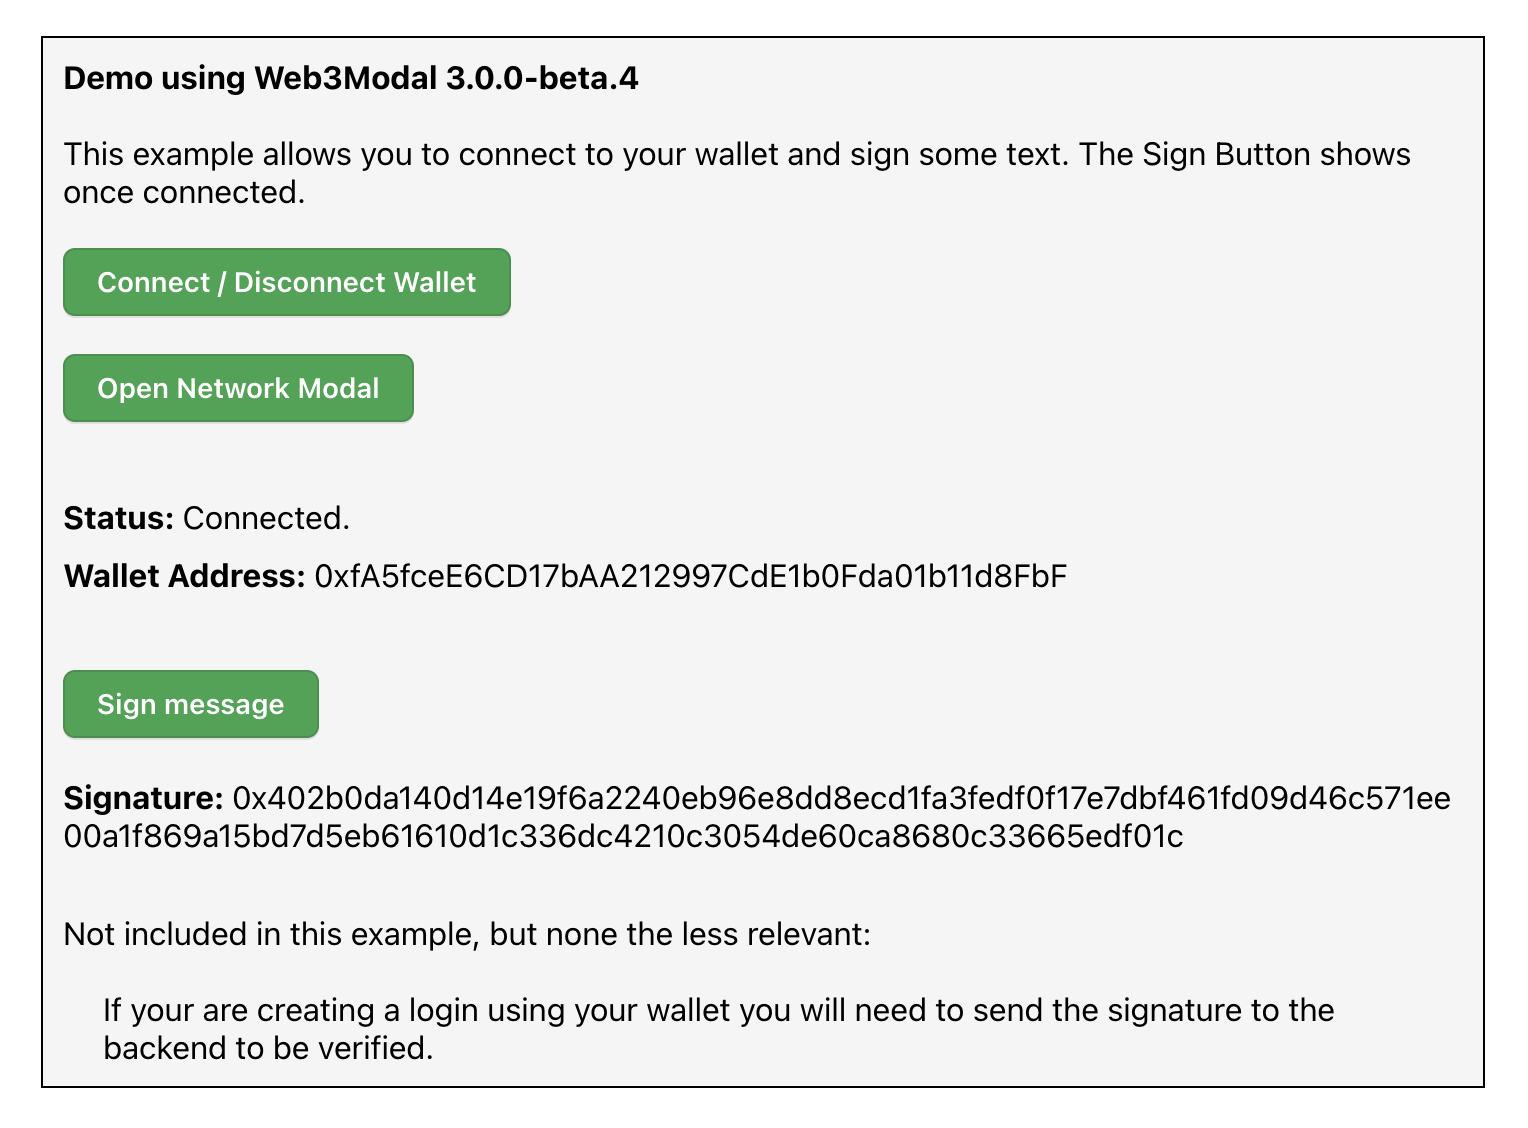 Demo using Web3Modal 3.0.0-beta.4
This example allows you to connect to your wallet and sign some text. The Sign Button shows
once connected.
Connect / Disconnect Wallet
Open Network Modal
Status: Connected.
Wallet Address: 0xfA5fceE6CD17bAA212997CdE1b0Fda01b11d8FbF
Sign message
Signature: 0x402b0da140d14e19f6a2240eb96e8dd8ecd1fa3fedf0f17e7dbf461fd09d46c571ee
00a1f869a15bd7d5eb61610d1c336dc4210c3054de60ca8680c33665edf01c
Not included in this example, but none the less relevant:
If your are creating a login using your wallet you will need to send the signature to the
backend to be verified.